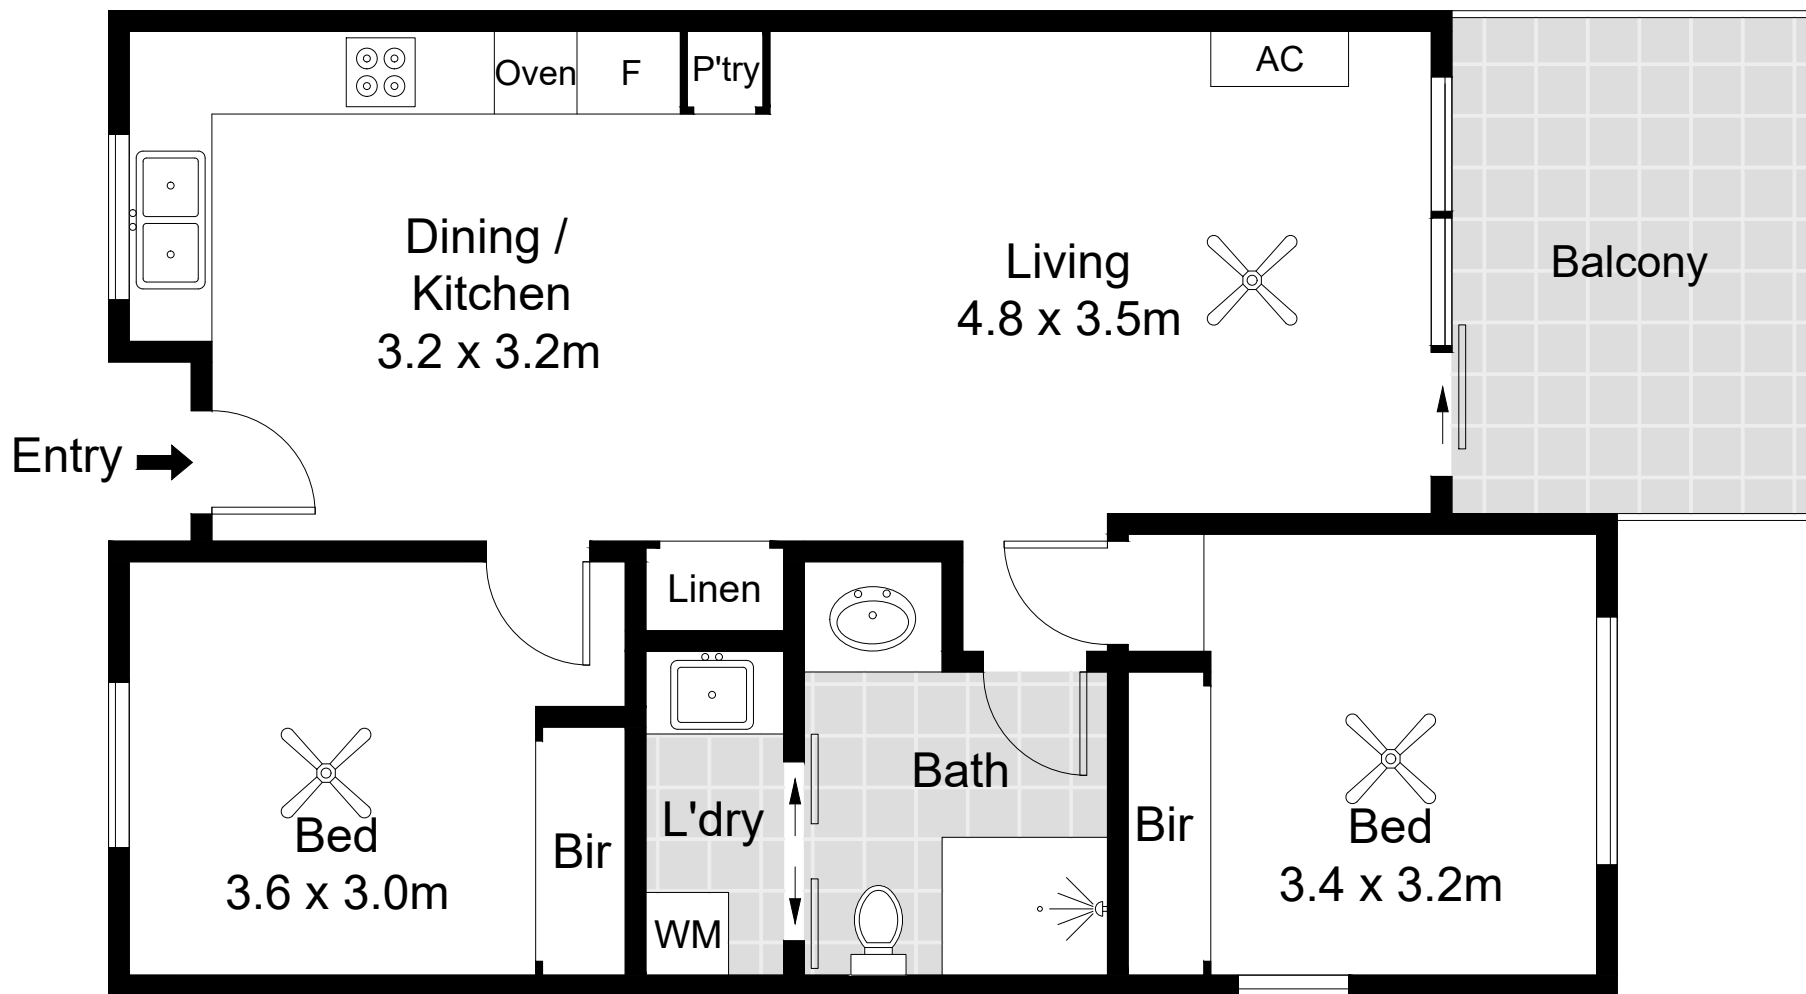 Oven
F
P'try
AC
Dining /
Kitchen
3.2 x 3.2m
Living
4.8 x 3.5m
Balcony
Entry
Linen
Bed
3.6 x 3.0m
Bir
L'dry
WM
Bath
Bir
Bed
3.4 x 3.2m